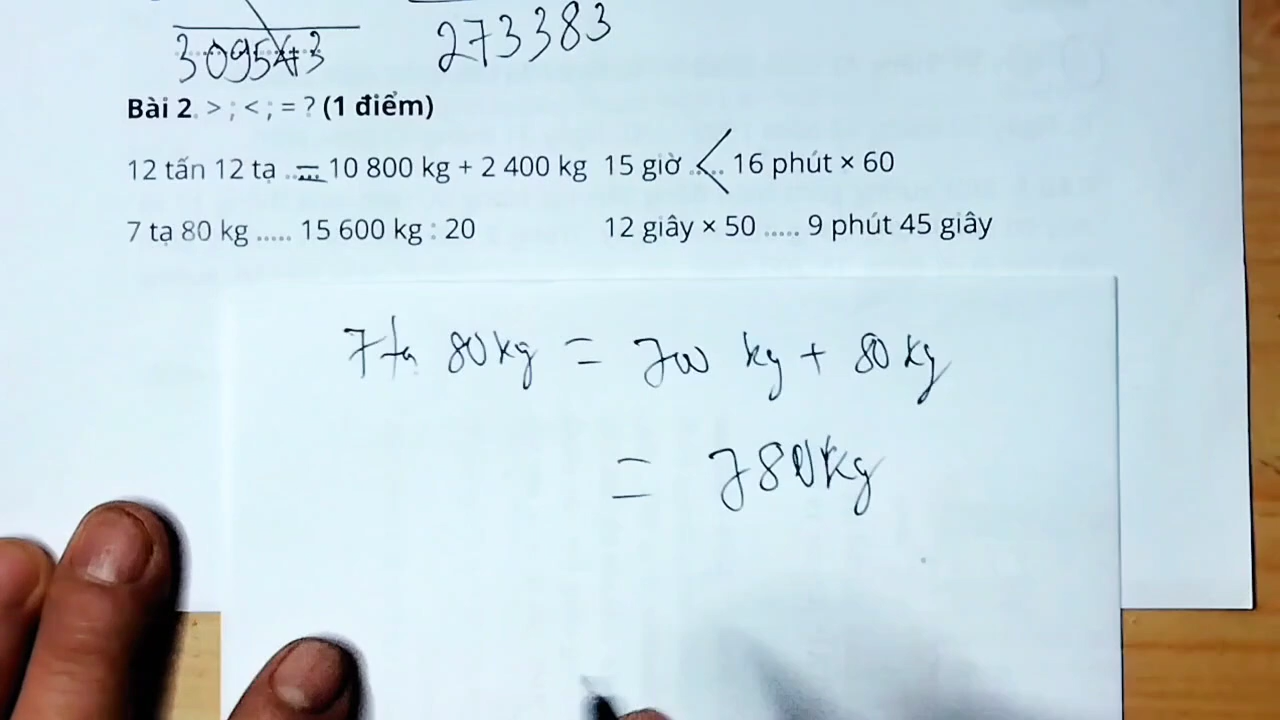 309543 273383
Bài 2. > ; < ; = ? (1 điểm)
12 tấn 12 tạ ..=.. 10 800 kg + 2 400 kg 15 giờ ..<.. 16 phút × 60
7 tạ 80 kg ..... 15 600 kg : 20 12 giây × 50 ..... 9 phút 45 giây
7 tạ 80 kg = 700 kg + 80 kg
= 780 kg